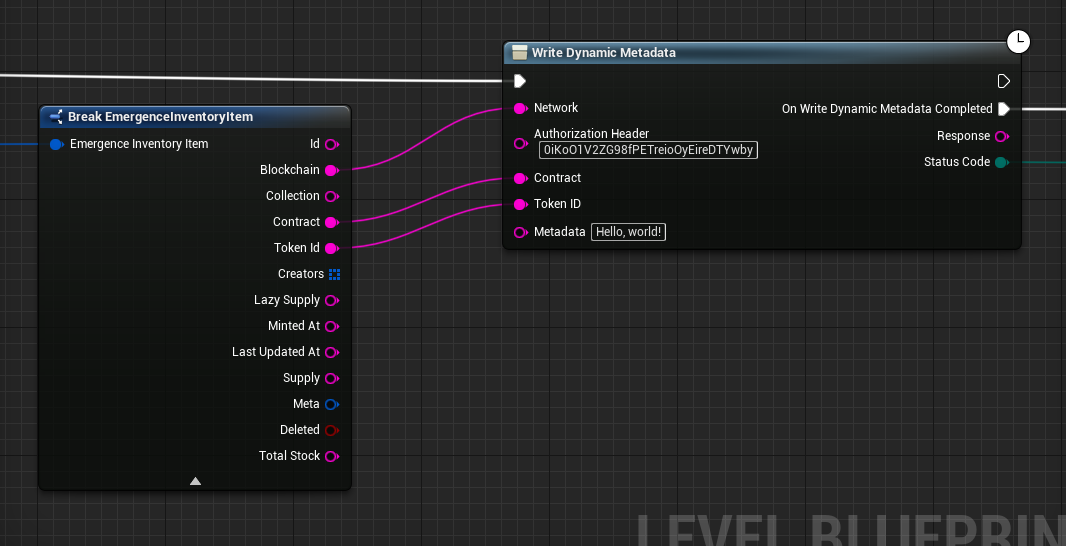 Write Dynamic Metadata
Network
On Write Dynamic Metadata Completed
Authorization Header
0iKoO1V2ZG98fPETreioOyEireDTYwby
Response
Status Code
Contract
Token ID
Metadata Hello, world!
Break EmergenceInventoryItem
Emergence Inventory Item
Id
Blockchain
Collection
Contract
Token Id
Creators
Lazy Supply
Minted At
Last Updated At
Supply
Meta
Deleted
Total Stock
LEVEL BLUEPRIN